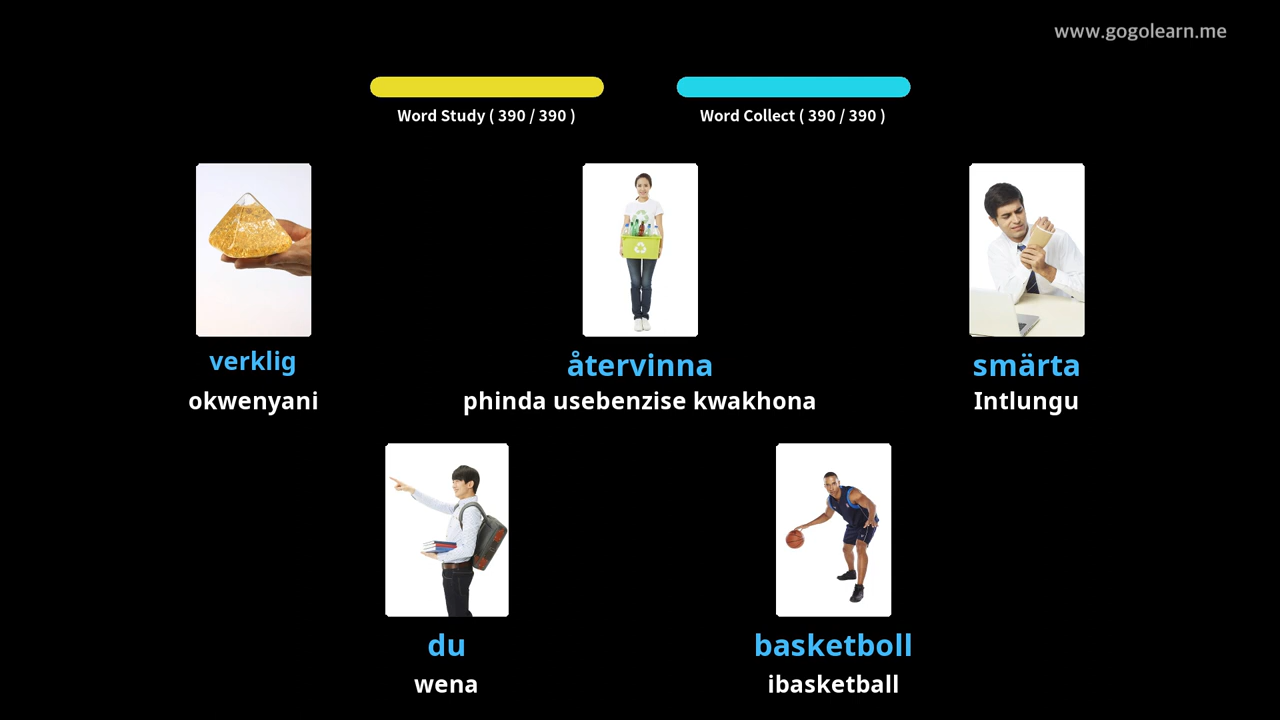 www.gogolearn.me
Word Study ( 390 / 390 )
Word Collect ( 390 / 390 )
verklig
okwenyani
återvinna
phinda usebenzise kwakhona
smärta
Intlungu
du
wena
basketboll
ibasketball